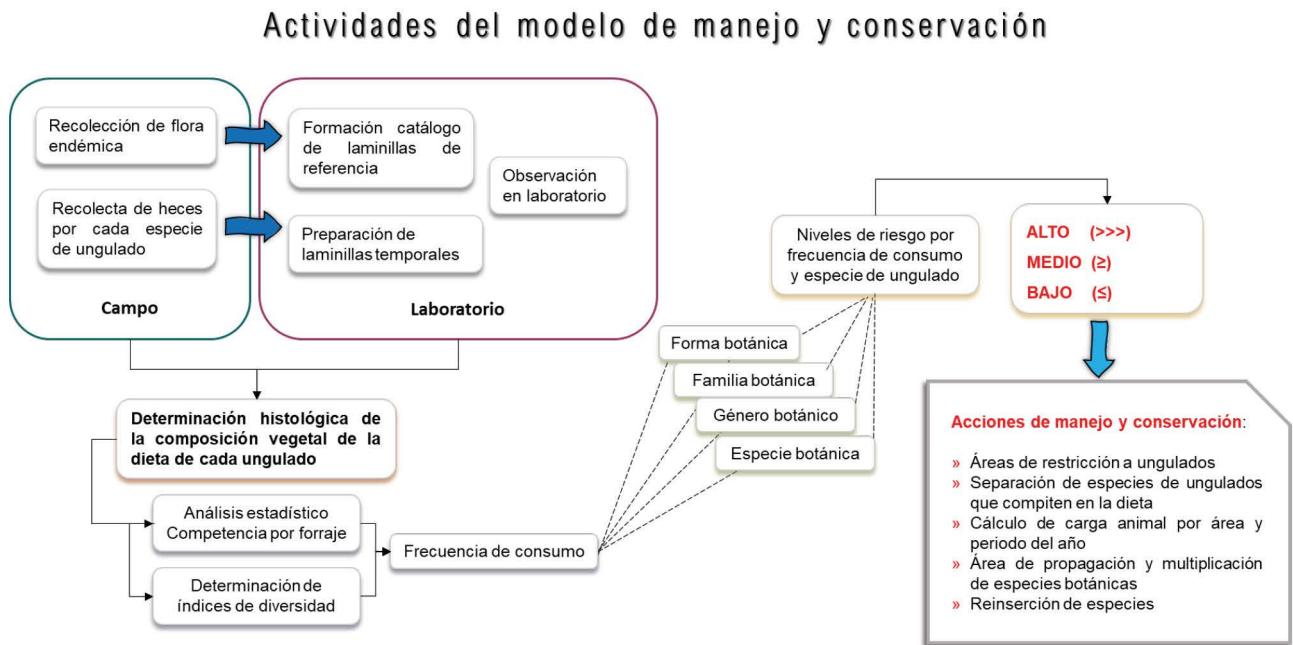 Actividades del modelo de manejo y conservación
Recolección de flora
endémica
Recolecta de heces
por cada especie
de ungulado
Campo
Formación catálogo
de laminillas de
referencia
Observación
en laboratorio
Preparación de
laminillas temporales
Laboratorio
Determinación histológica de
la composición vegetal de la
dieta de cada ungulado
Análisis estadístico
Competencia por forraje
Determinación de
índices de diversidad
Frecuencia de consumo
Forma botánica
Familia botánica
Género botánico
Especie botánica
Niveles de riesgo por
frecuencia de consumo
y especie de ungulado
ALTO (>>>)
MEDIO (≥)
BAJO (≤)
Acciones de manejo y conservación:
» Áreas de restricción a ungulados
» Separación de especies de ungulados
que compiten en la dieta
» Cálculo de carga animal por área y
periodo del año
» Área de propagación y multiplicación
de especies botánicas
» Reinserción de especies